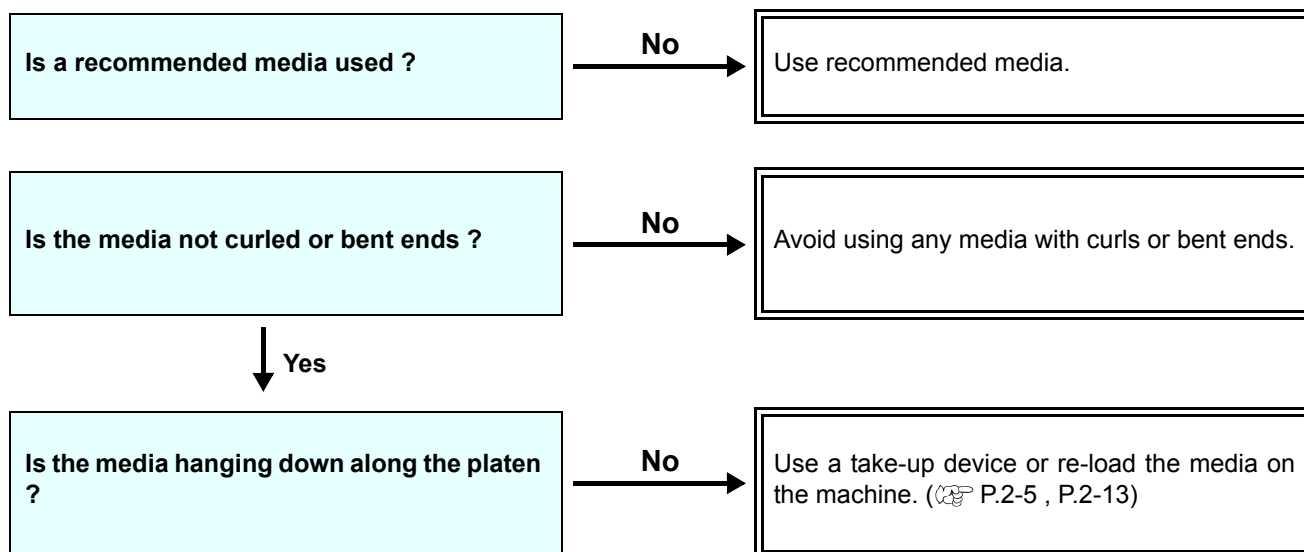 Is a recommended media used ?
No
Use recommended media.
Is the media not curled or bent ends ?
No
Avoid using any media with curls or bent ends.
Yes
Is the media hanging down along the platen
?
No
Use a take-up device or re-load the media on
the machine. (☞ P.2-5 , P.2-13)